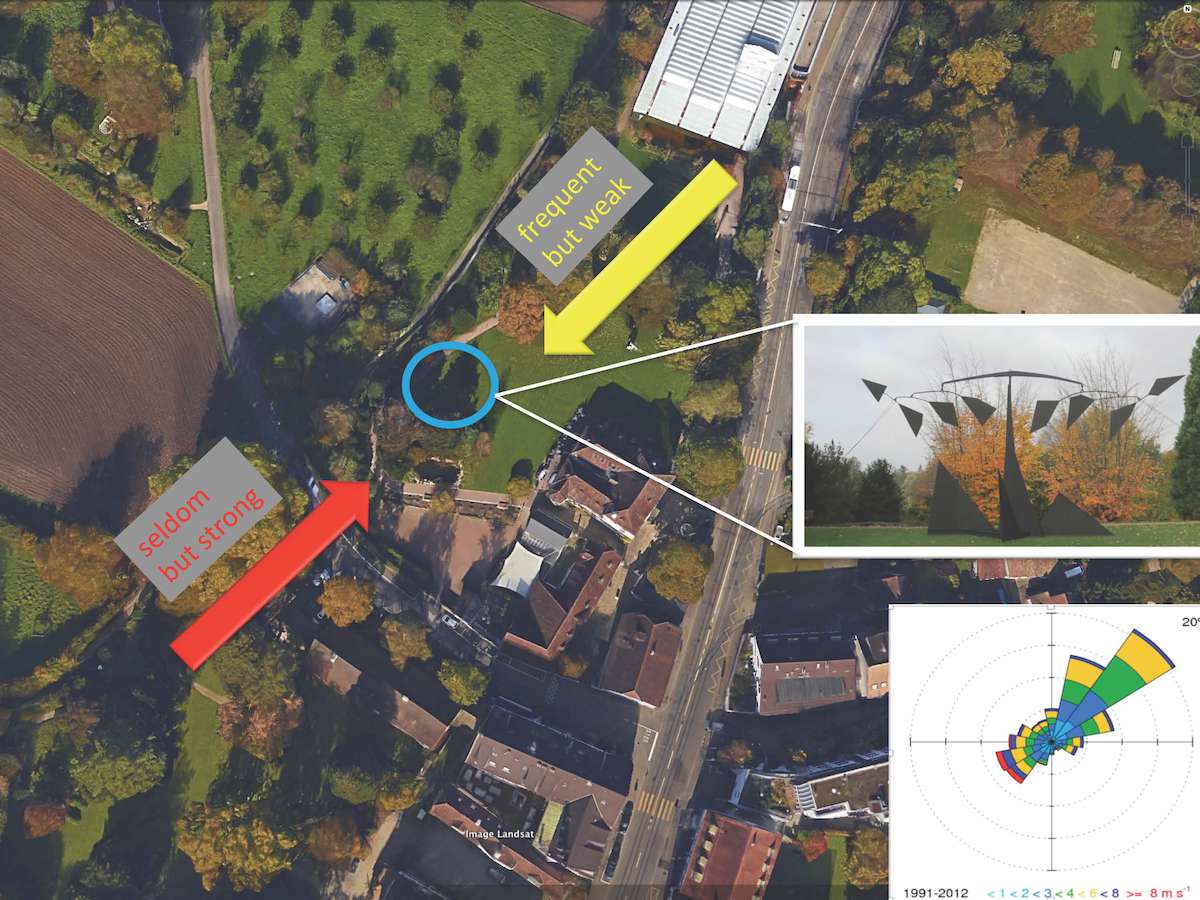 N
frequent
but weak
seldom
but strong
20%
Image Landsat
1991-2012 <1 <2 <3 <4 <6 <8 >= 8 m s-1